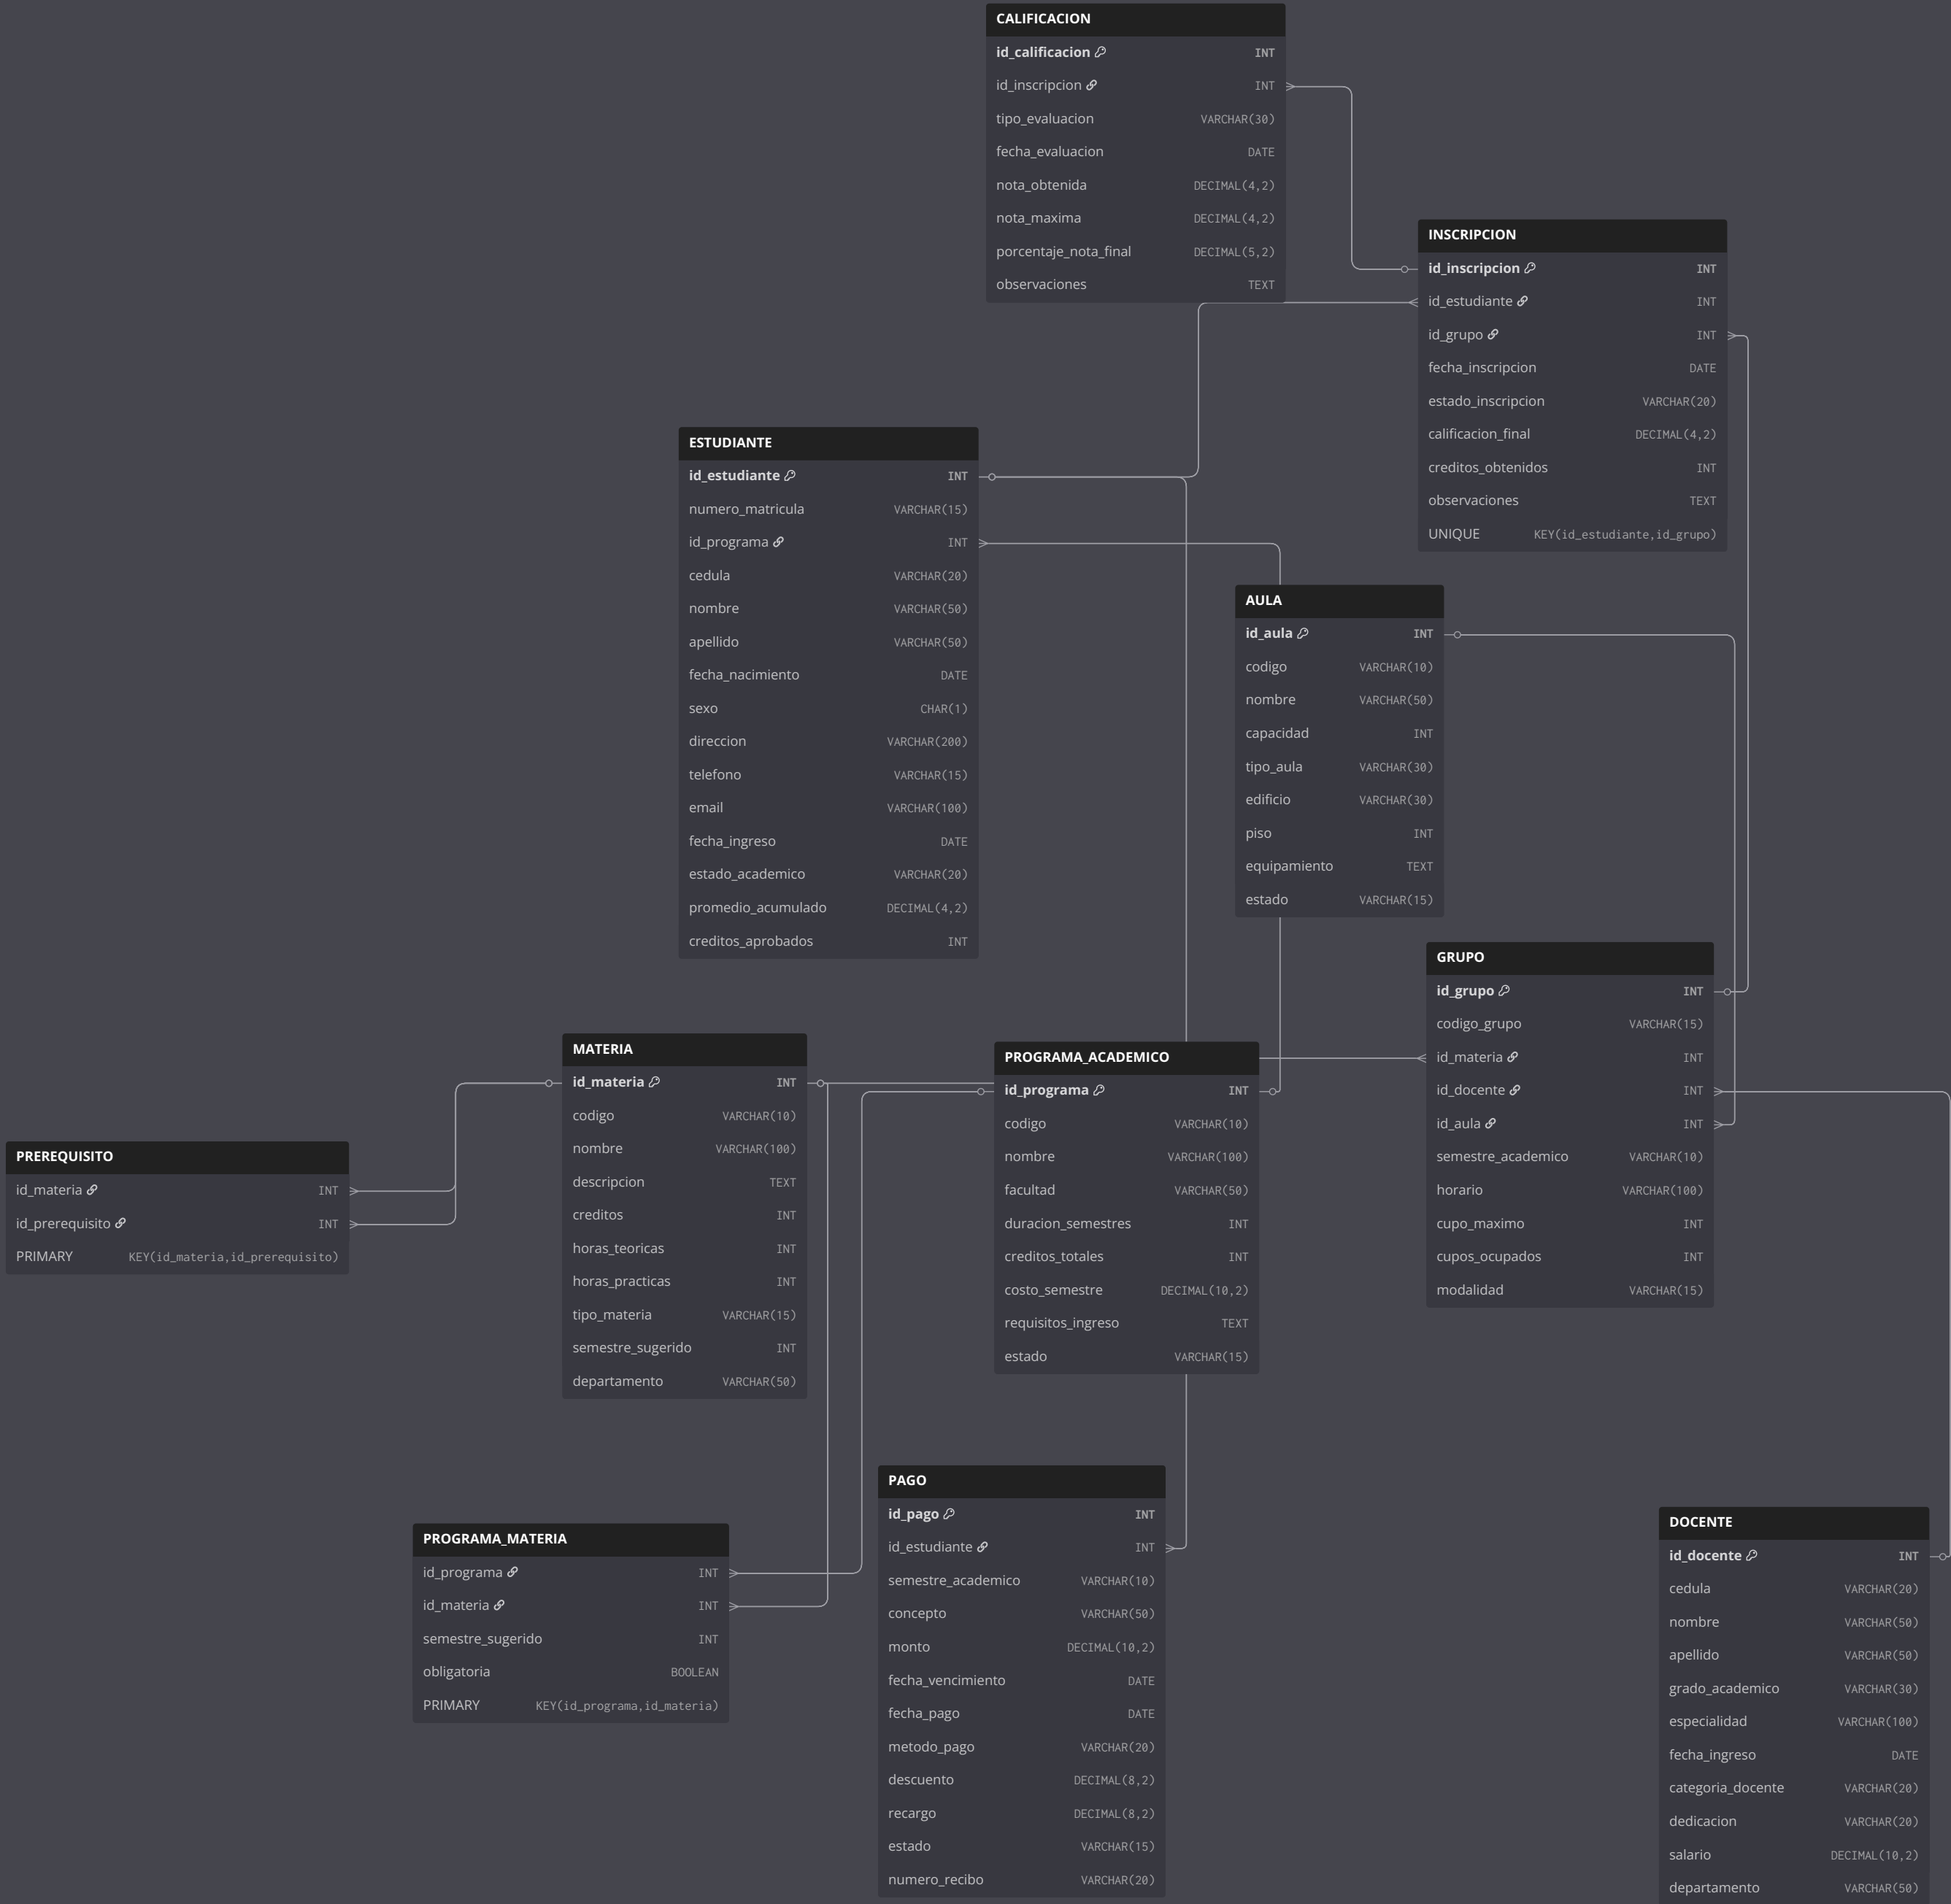 CALIFICACION
id_calificacion INT
id_inscripcion INT
tipo_evaluacion VARCHAR(30)
fecha_evaluacion DATE
nota_obtenida DECIMAL(4,2)
nota_maxima DECIMAL(4,2)
porcentaje_nota_final DECIMAL(5,2)
observaciones TEXT
INSCRIPCION
id_inscripcion INT
id_estudiante INT
id_grupo INT
fecha_inscripcion DATE
estado_inscripcion VARCHAR(20)
calificacion_final DECIMAL(4,2)
creditos_obtenidos INT
observaciones TEXT
UNIQUE KEY(id_estudiante,id_grupo)
ESTUDIANTE
id_estudiante INT
numero_matricula VARCHAR(15)
id_programa INT
cedula VARCHAR(20)
nombre VARCHAR(50)
apellido VARCHAR(50)
fecha_nacimiento DATE
sexo CHAR(1)
direccion VARCHAR(200)
telefono VARCHAR(15)
email VARCHAR(100)
fecha_ingreso DATE
estado_academico VARCHAR(20)
promedio_acumulado DECIMAL(4,2)
creditos_aprobados INT
AULA
id_aula INT
codigo VARCHAR(10)
nombre VARCHAR(50)
capacidad INT
tipo_aula VARCHAR(30)
edificio VARCHAR(30)
piso INT
equipamiento TEXT
estado VARCHAR(15)
GRUPO
id_grupo INT
codigo_grupo VARCHAR(15)
id_materia INT
id_docente INT
id_aula INT
semestre_academico VARCHAR(10)
horario VARCHAR(100)
cupo_maximo INT
cupos_ocupados INT
modalidad VARCHAR(15)
MATERIA
id_materia INT
codigo VARCHAR(10)
nombre VARCHAR(100)
descripcion TEXT
creditos INT
horas_teoricas INT
horas_practicas INT
tipo_materia VARCHAR(15)
semestre_sugerido INT
departamento VARCHAR(50)
PROGRAMA_ACADEMICO
id_programa INT
codigo VARCHAR(10)
nombre VARCHAR(100)
facultad VARCHAR(50)
duracion_semestres INT
creditos_totales INT
costo_semestre DECIMAL(10,2)
requisitos_ingreso TEXT
estado VARCHAR(15)
PREREQUISITO
id_materia INT
id_prerequisito INT
PRIMARY KEY(id_materia,id_prerequisito)
PAGO
id_pago INT
id_estudiante INT
semestre_academico VARCHAR(10)
concepto VARCHAR(50)
monto DECIMAL(10,2)
fecha_vencimiento DATE
fecha_pago DATE
metodo_pago VARCHAR(20)
descuento DECIMAL(8,2)
recargo DECIMAL(8,2)
estado VARCHAR(15)
numero_recibo VARCHAR(20)
PROGRAMA_MATERIA
id_programa INT
id_materia INT
semestre_sugerido INT
obligatoria BOOLEAN
PRIMARY KEY(id_programa,id_materia)
DOCENTE
id_docente INT
cedula VARCHAR(20)
nombre VARCHAR(50)
apellido VARCHAR(50)
grado_academico VARCHAR(30)
especialidad VARCHAR(100)
fecha_ingreso DATE
categoria_docente VARCHAR(20)
dedicacion VARCHAR(20)
salario DECIMAL(10,2)
departamento VARCHAR(50)